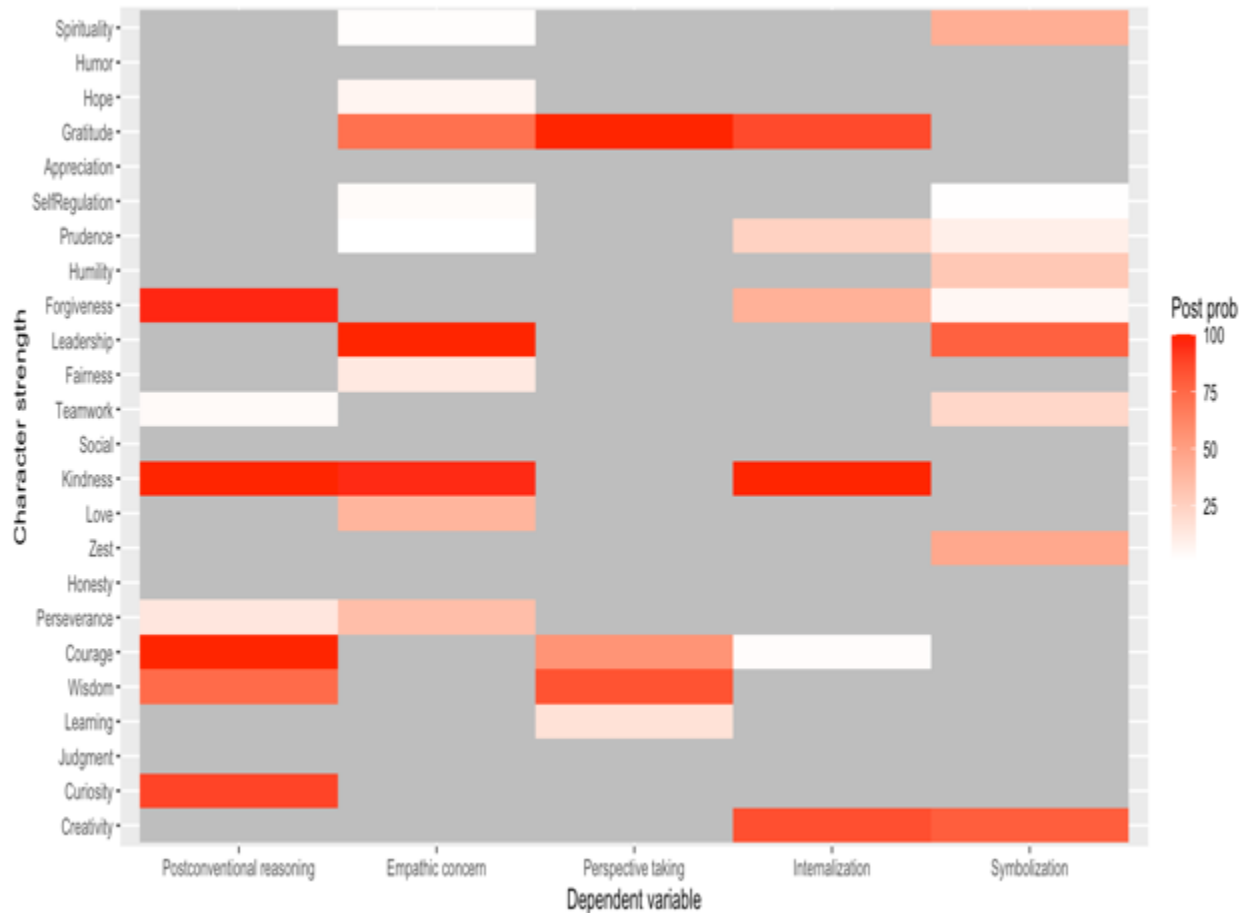 Spirituality
Humor
Hope
Gratitude
Appreciation
SelfRegulation
Prudence
Humility
Forgiveness
Leadership
Fairness
Teamwork
Social
Kindness
Love
Zest
Honesty
Perseverance
Courage
Wisdom
Learning
Judgment
Curiosity
Creativity
Character strength
Postconventional reasoning Empathic concern Perspective taking Internalization Symbolization
Dependent variable
Post prob
100
75
50
25